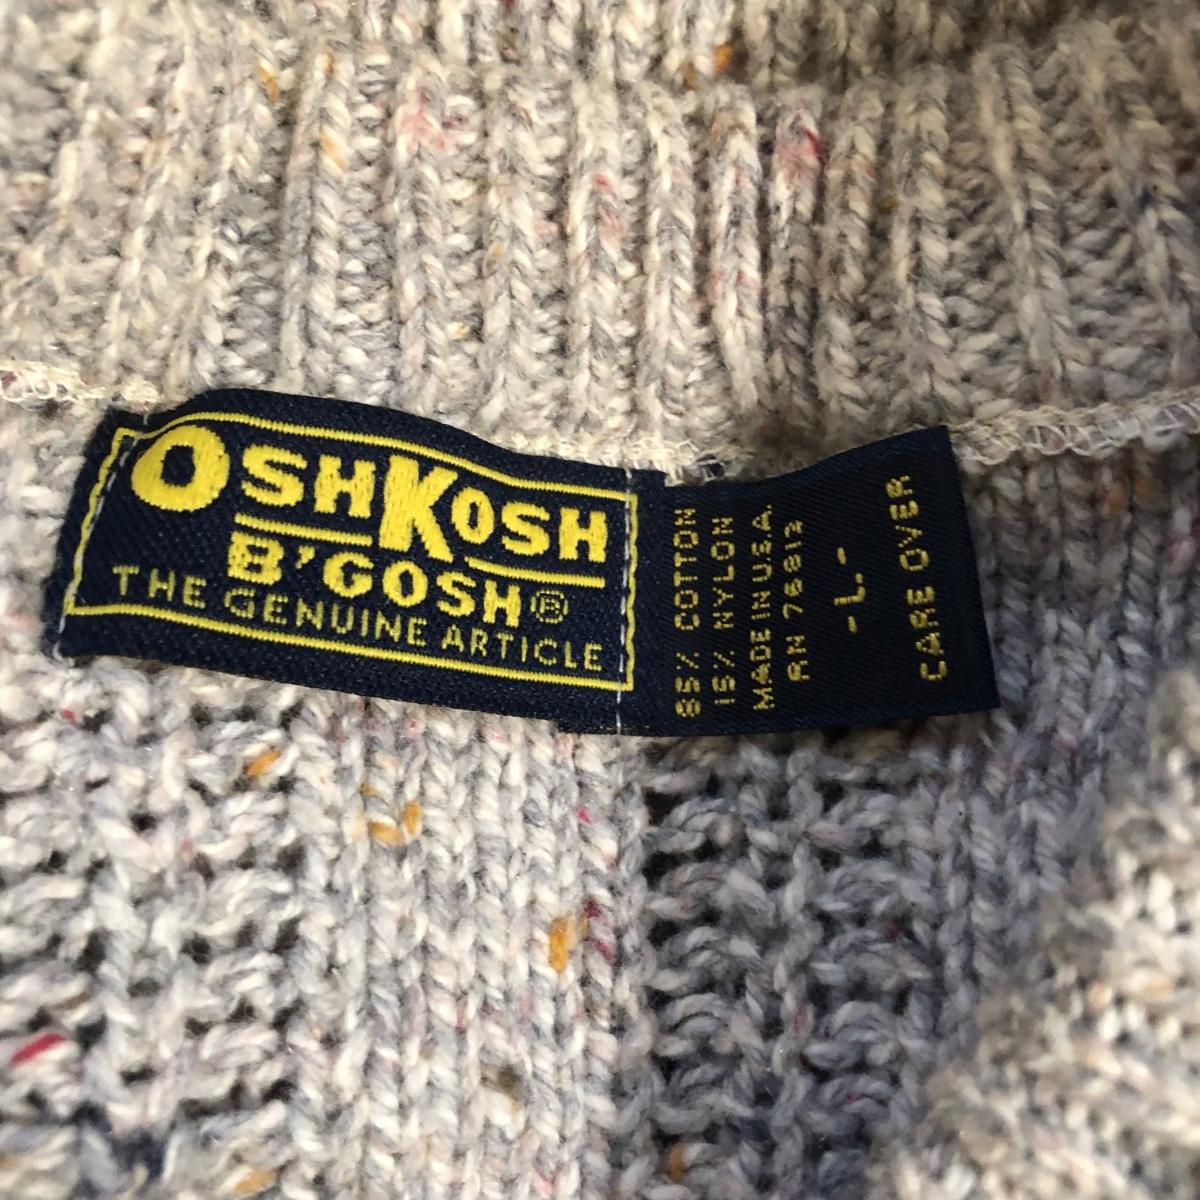 OSHKOSH
B'GOSH®
THE GENUINE ARTICLE
85% COTTON
15% NYLON
MADE IN U.S.A.
RN 76812
-L-
CARE OVER